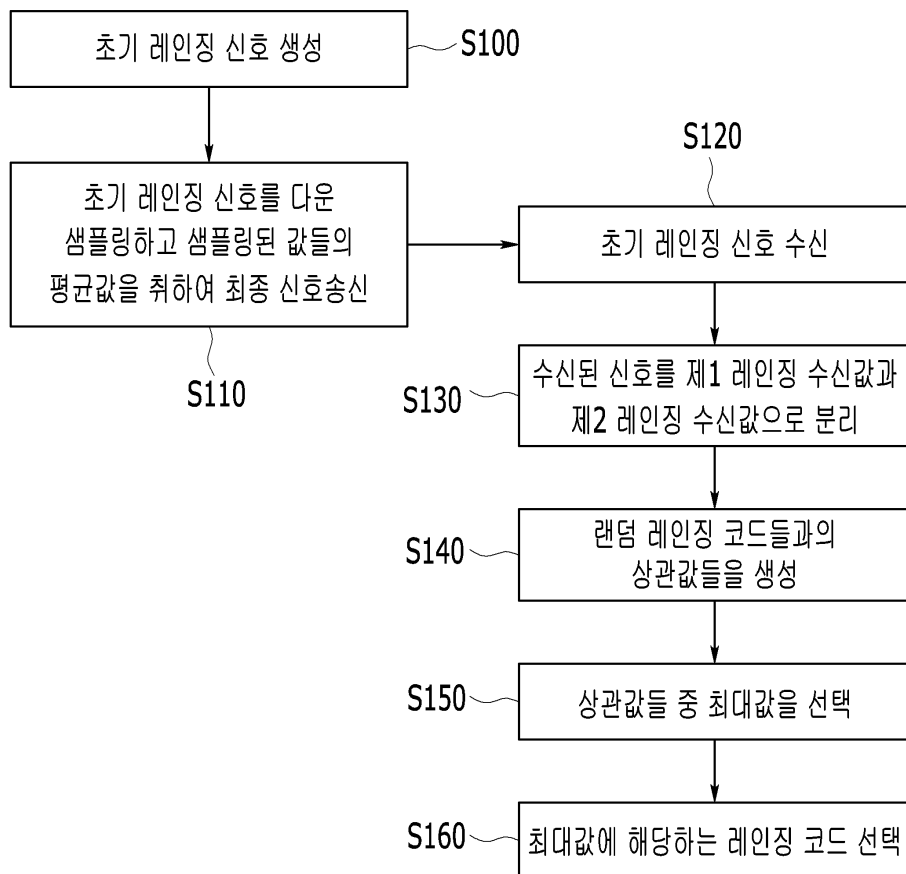 초기 레인징 신호 생성
S100
초기 레인징 신호를 다운
샘플링하고 샘플링된 값들의
평균값을 취하여 최종 신호송신
S110
S120
초기 레인징 신호 수신
S130
수신된 신호를 제1 레인징 수신값과
제2 레인징 수신값으로 분리
S140
랜덤 레인징 코드들과의
상관값들을 생성
S150
상관값들 중 최대값을 선택
S160
최대값에 해당하는 레인징 코드 선택